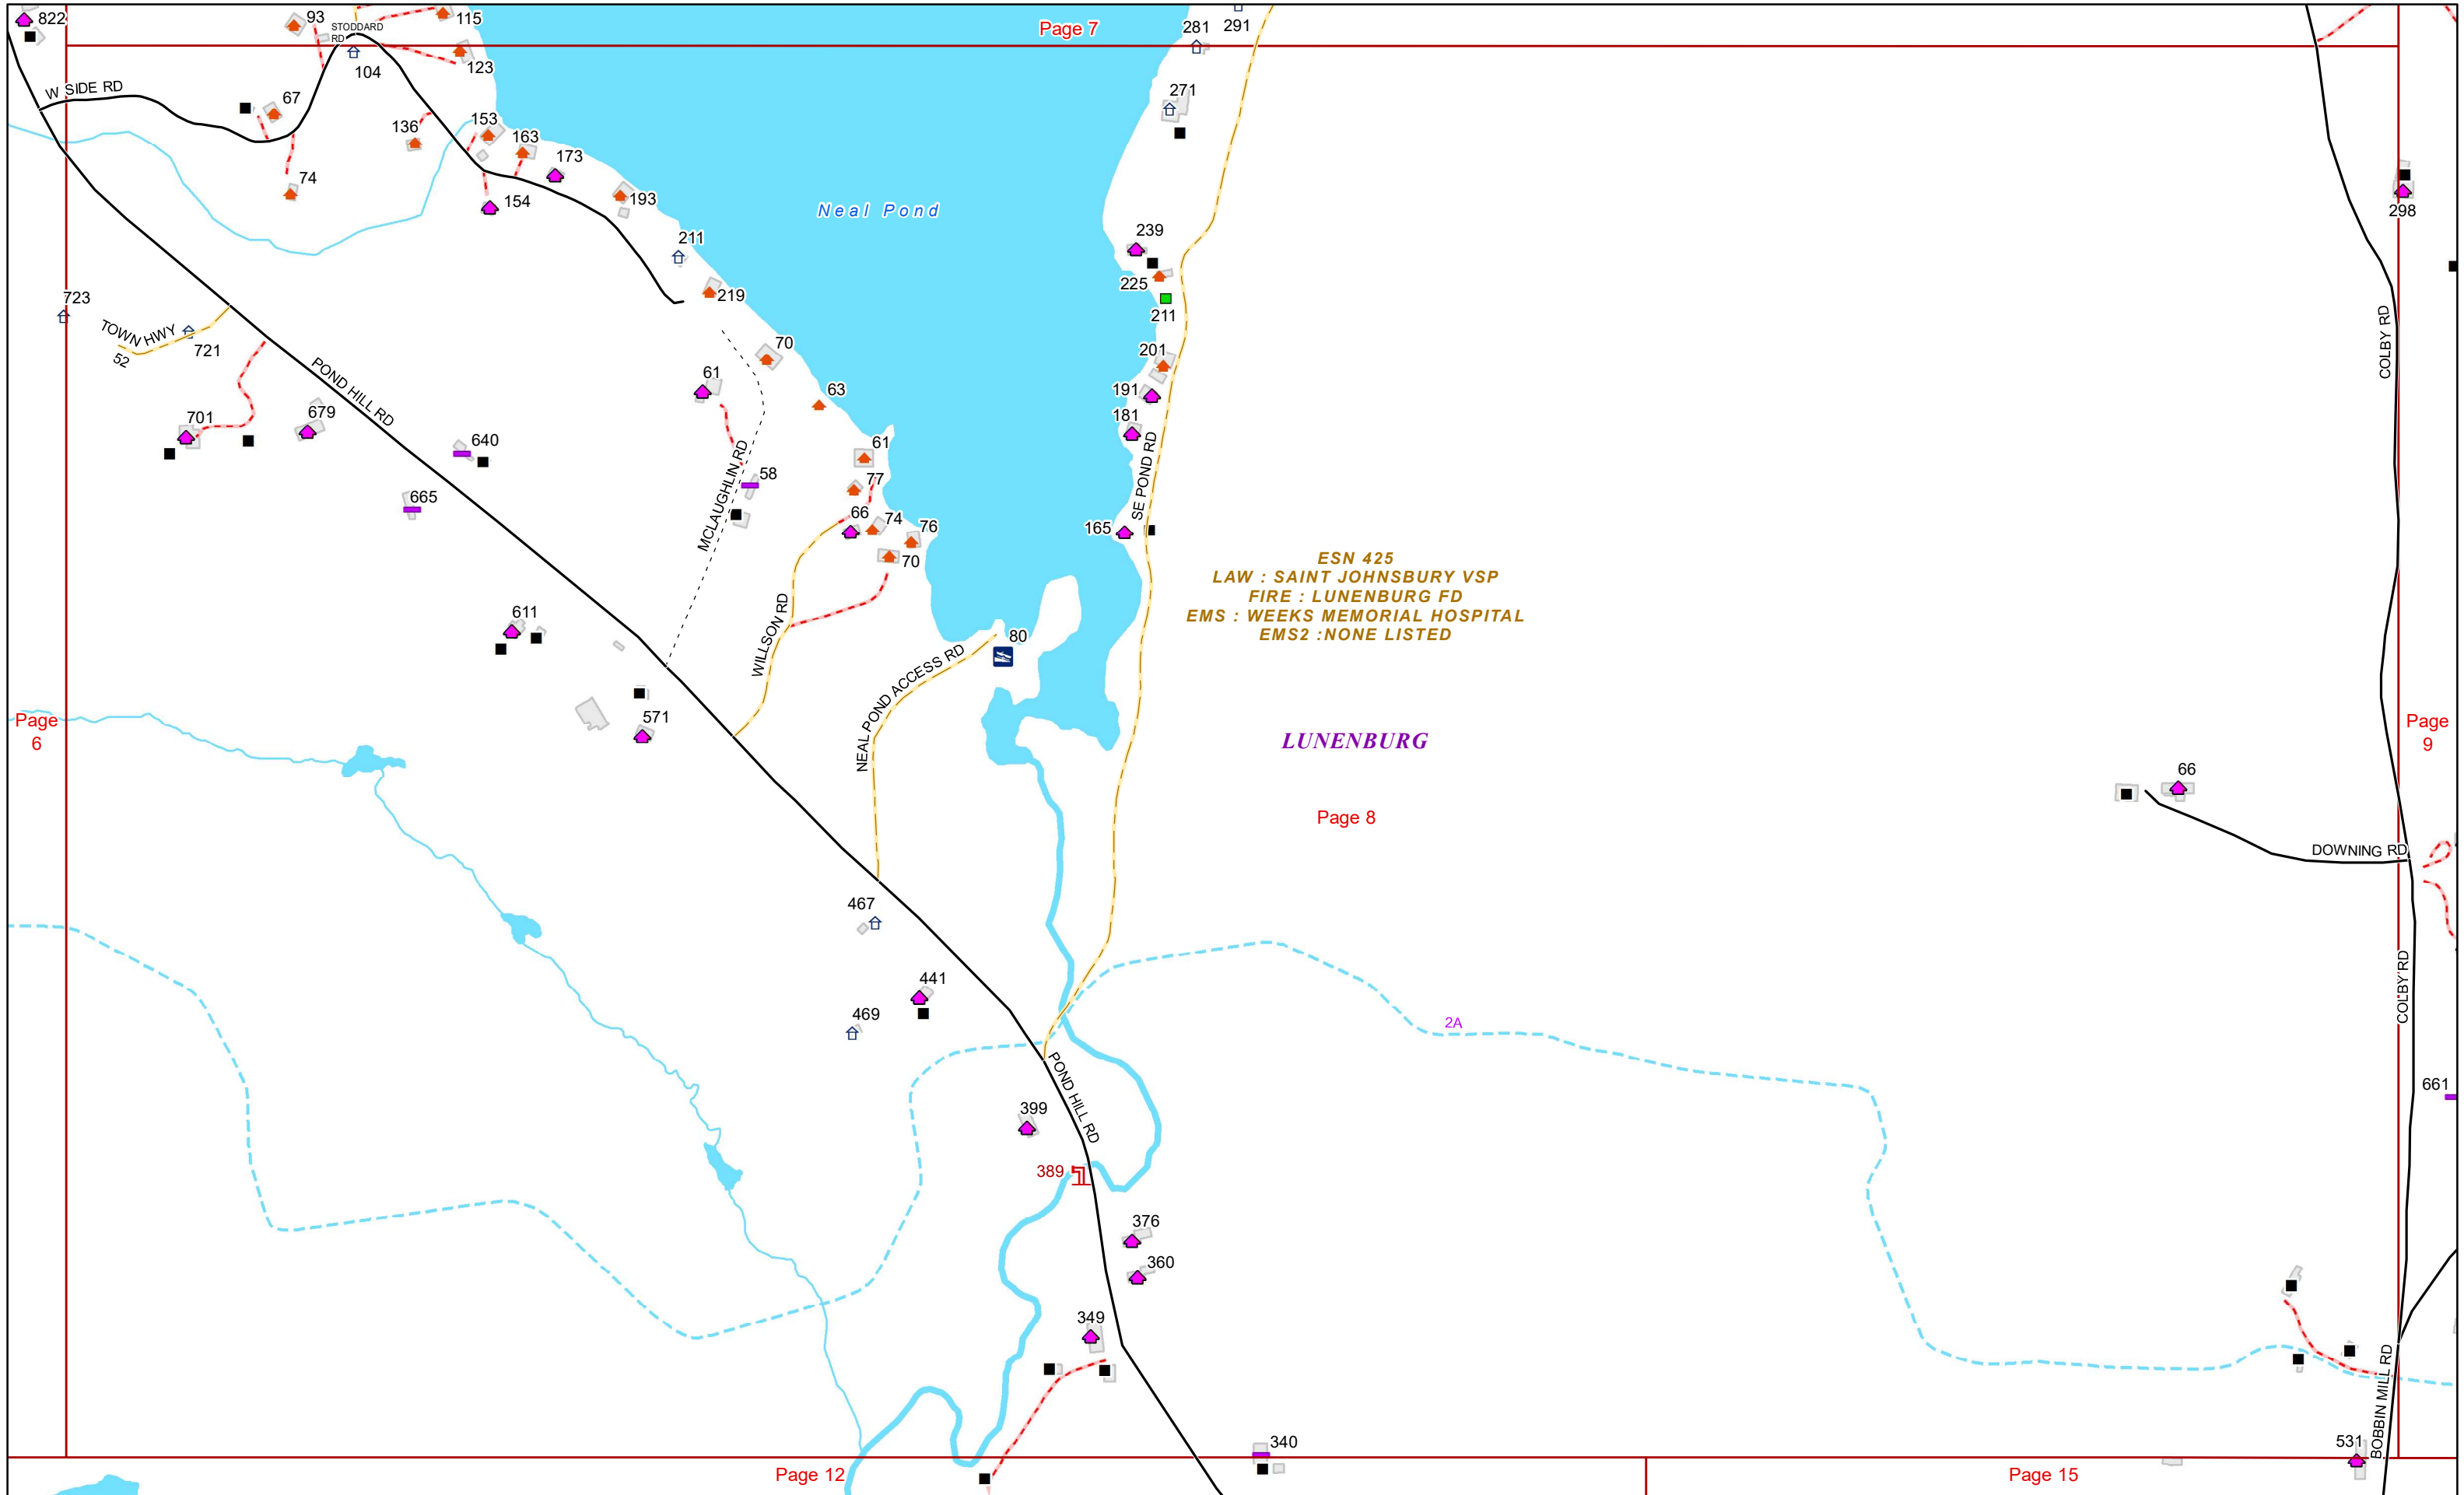 822
93
STODDARD
RD
115
Page 7
281
291
104
123
W SIDE RD
67
271
136
153
163
173
74
154
193
Neal Pond
298
211
239
723
219
225
TOWN HWY
52
721
211
COLBY RD
70
201
POND HILL RD
61
63
191
701
679
181
640
61
MCLAUGHLIN RD
58
77
SE POND RD
665
66
74
76
165
70
ESN 425
LAW : SAINT JOHNSBURY VSP
FIRE : LUNENBURG FD
EMS : WEEKS MEMORIAL HOSPITAL
EMS2 :NONE LISTED
611
WILLSON RD
80
NEAL POND ACCESS RD
Page
6
571
LUNENBURG
Page
9
66
Page 8
DOWNING RD
467
441
COLBY RD
469
2A
POND HILL RD
661
399
389
376
360
349
BOBBIN MILL RD
340
531
Page 12
Page 15